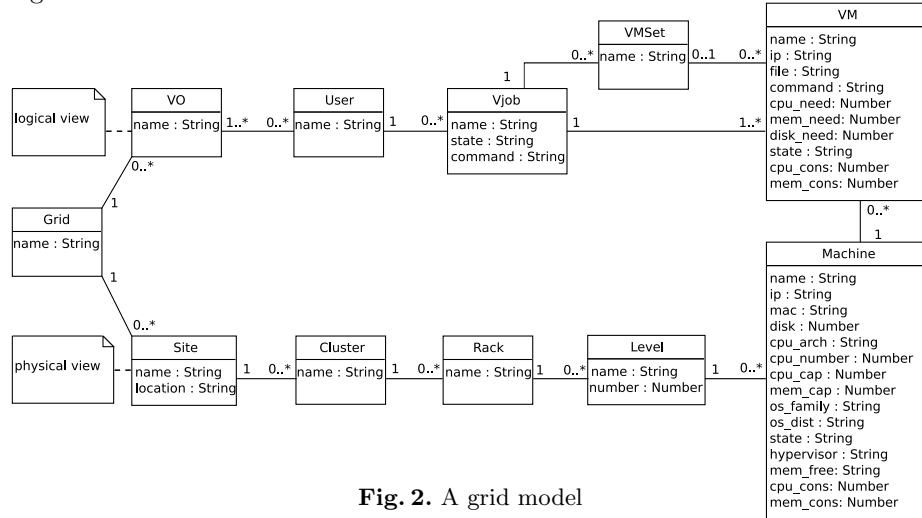 VM
name : String
ip : String
file : String
command : String
cpu_need: Number
mem_need: Number
disk_need: Number
state : String
cpu_cons: Number
mem_cons: Number
VMSet
name : String
0..*
0..1
0..*
1
logical view
VO
name : String
1..*
0..*
User
name : String
1
0..*
Vjob
name : String
state : String
command : String
1
1..*
0..*
1
Grid
name : String
1
0..*
0..*
1
physical view
Site
name : String
location : String
1
0..*
Cluster
name : String
1
0..*
Rack
name : String
1
0..*
Level
name : String
number : Number
1
0..*
Machine
name : String
ip : String
mac : String
disk : Number
cpu_arch : String
cpu_number : Number
cpu_cap : Number
mem_cap : Number
os_family : String
os_dist : String
state : String
hypervisor : String
mem_free: String
cpu_cons: Number
mem_cons: Number
Fig. 2. A grid model